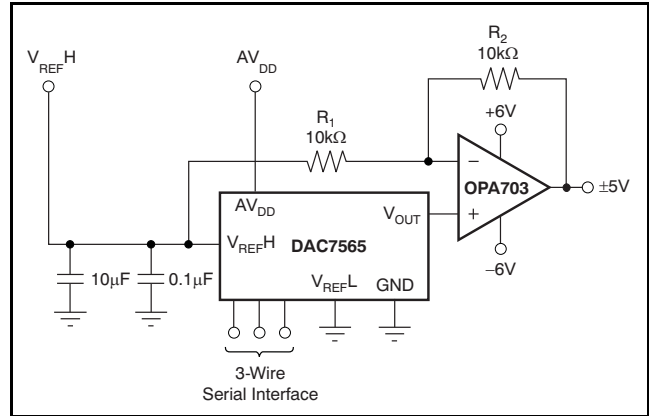 V_REF H
AV_DD
R_2
10kΩ
+6V
R_1
10kΩ
−
OPA703
±5V
+
−6V
AV_DD
V_OUT
V_REF H
DAC7565
10µF
0.1µF
V_REF L
GND
3-Wire
Serial Interface